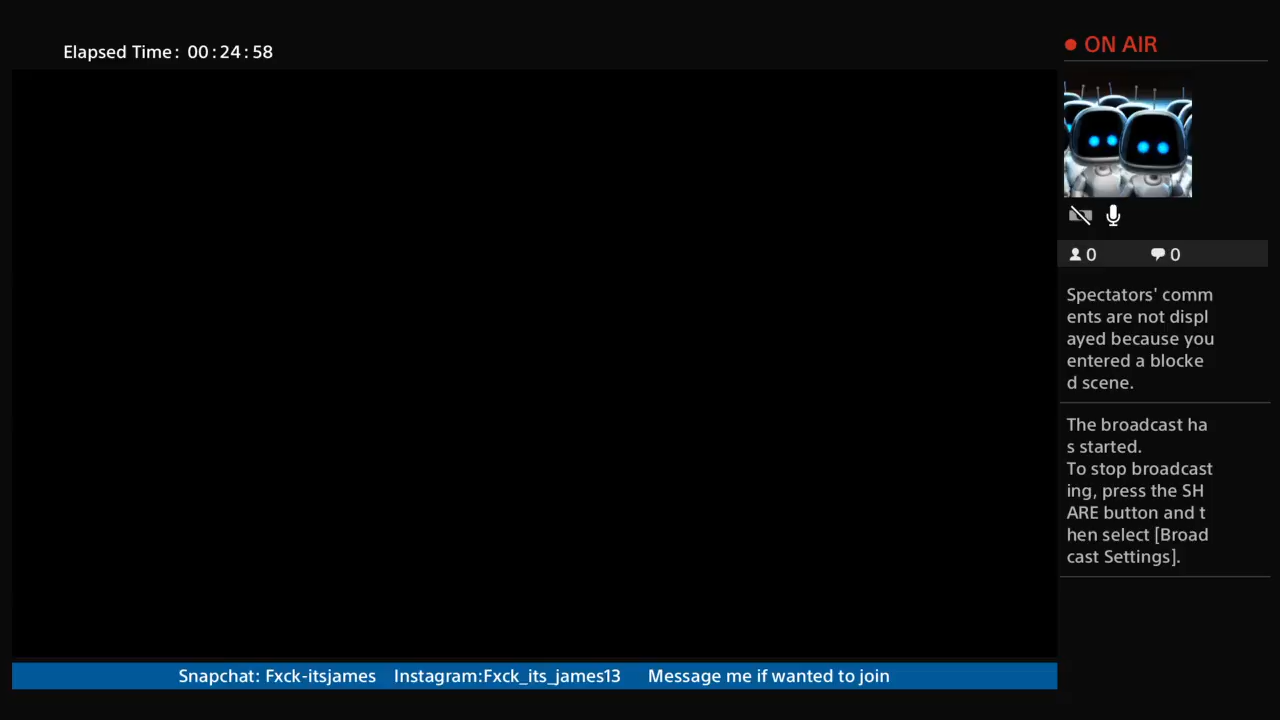 Elapsed Time: 00:24:58
ON AIR
0 0
Spectators' comm
ents are not displ
ayed because you
entered a blocke
d scene.
The broadcast ha
s started.
To stop broadcast
ing, press the SH
ARE button and t
hen select [Broad
cast Settings].
Snapchat: Fxck-itsjames Instagram:Fxck_its_james13 Message me if wanted to join